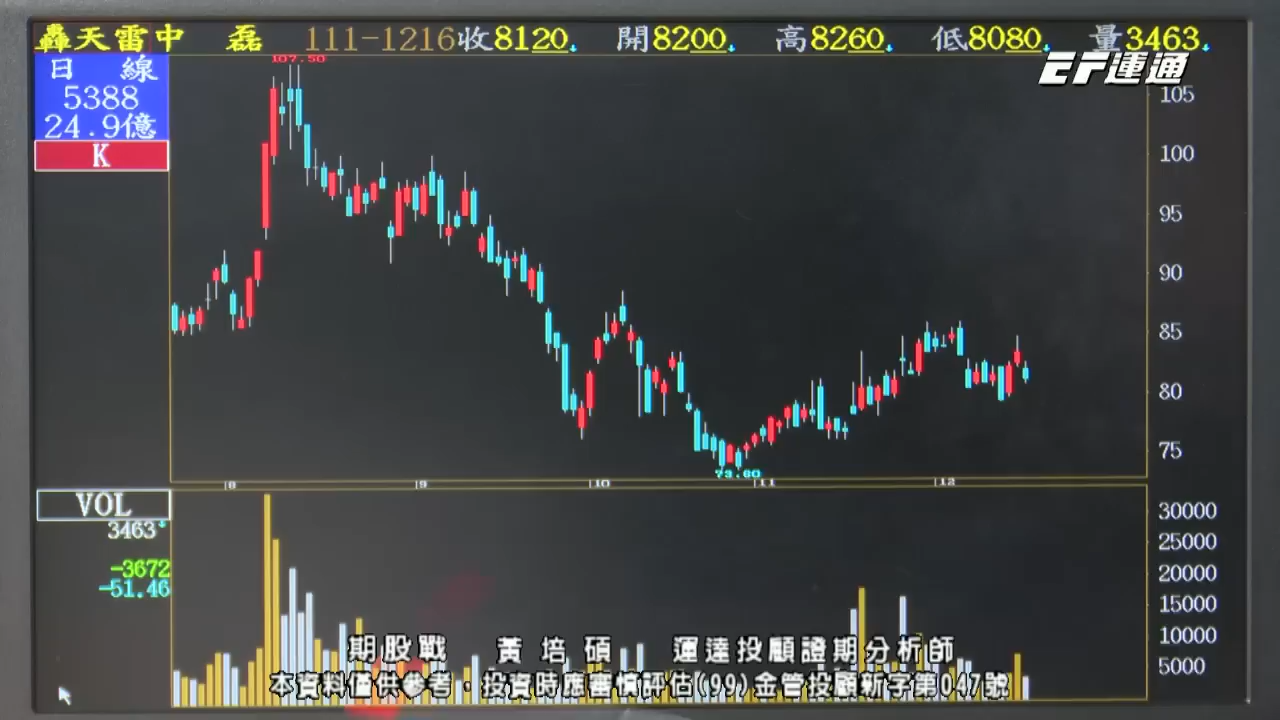 轟天雷中 磊 111-1216收8120 開8200 高8260 低8080 量3463
EF運通
日 線
5388
24.9億
K
107.50
105
100
95
90
85
80
75
73.60
8 9 10 11 12
VOL
3463
-3672
-51.46
30000
25000
20000
15000
10000
5000
期股戰 黃培碩 運達投顧證期分析師
本資料僅供參考，投資時應審慎評估(99)金管投顧新字第047號